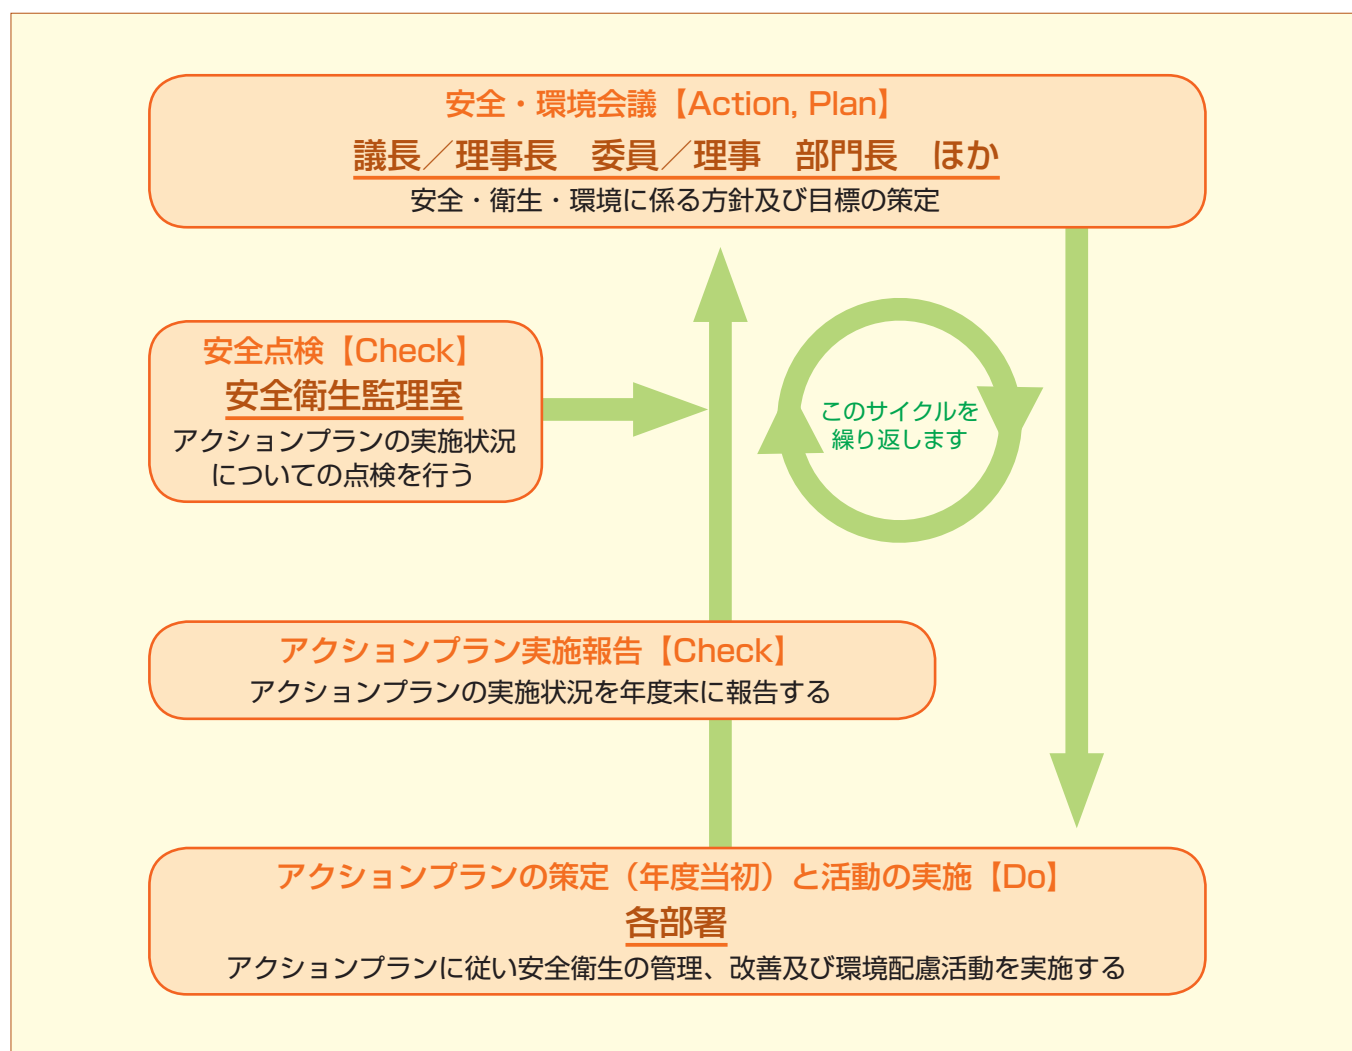 安全・環境会議【Action, Plan】
議長／理事長　委員／理事　部門長　ほか
安全・衛生・環境に係る方針及び目標の策定
安全点検【Check】
安全衛生監理室
アクションプランの実施状況
についての点検を行う
このサイクルを
繰り返します
アクションプラン実施報告【Check】
アクションプランの実施状況を年度末に報告する
アクションプランの策定（年度当初）と活動の実施【Do】
各部署
アクションプランに従い安全衛生の管理、改善及び環境配慮活動を実施する